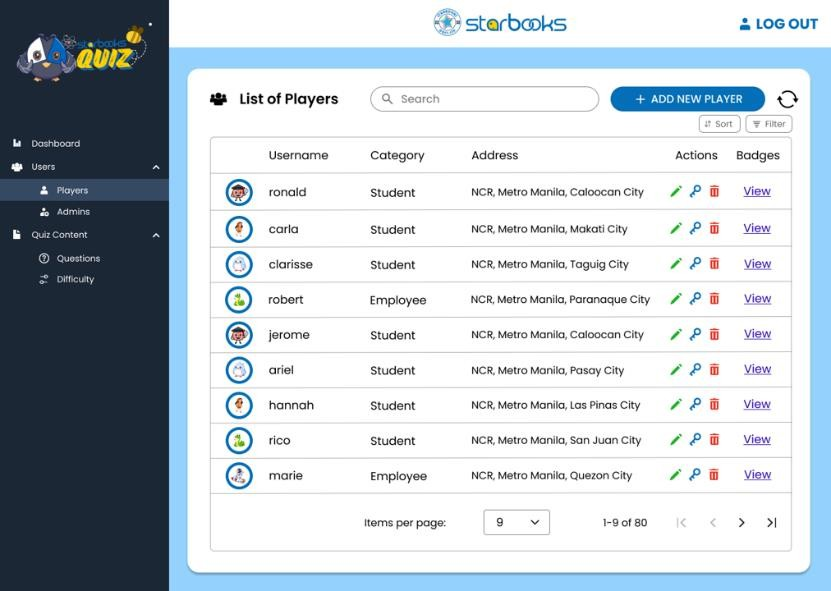 starbooks
QUIZ
Dashboard
Users
Players
Admins
Quiz Content
Questions
Difficulty
starbooks
LOG OUT
List of Players
Search
+ ADD NEW PLAYER
Sort
Filter
Username Category Address Actions Badges
ronald Student NCR, Metro Manila, Caloocan City View
carla Student NCR, Metro Manila, Makati City View
clarisse Student NCR, Metro Manila, Taguig City View
robert Employee NCR, Metro Manila, Paranaque City View
jerome Student NCR, Metro Manila, Caloocan City View
ariel Student NCR, Metro Manila, Pasay City View
hannah Student NCR, Metro Manila, Las Pinas City View
rico Student NCR, Metro Manila, San Juan City View
marie Employee NCR, Metro Manila, Quezon City View
Items per page: 9 1-9 of 80